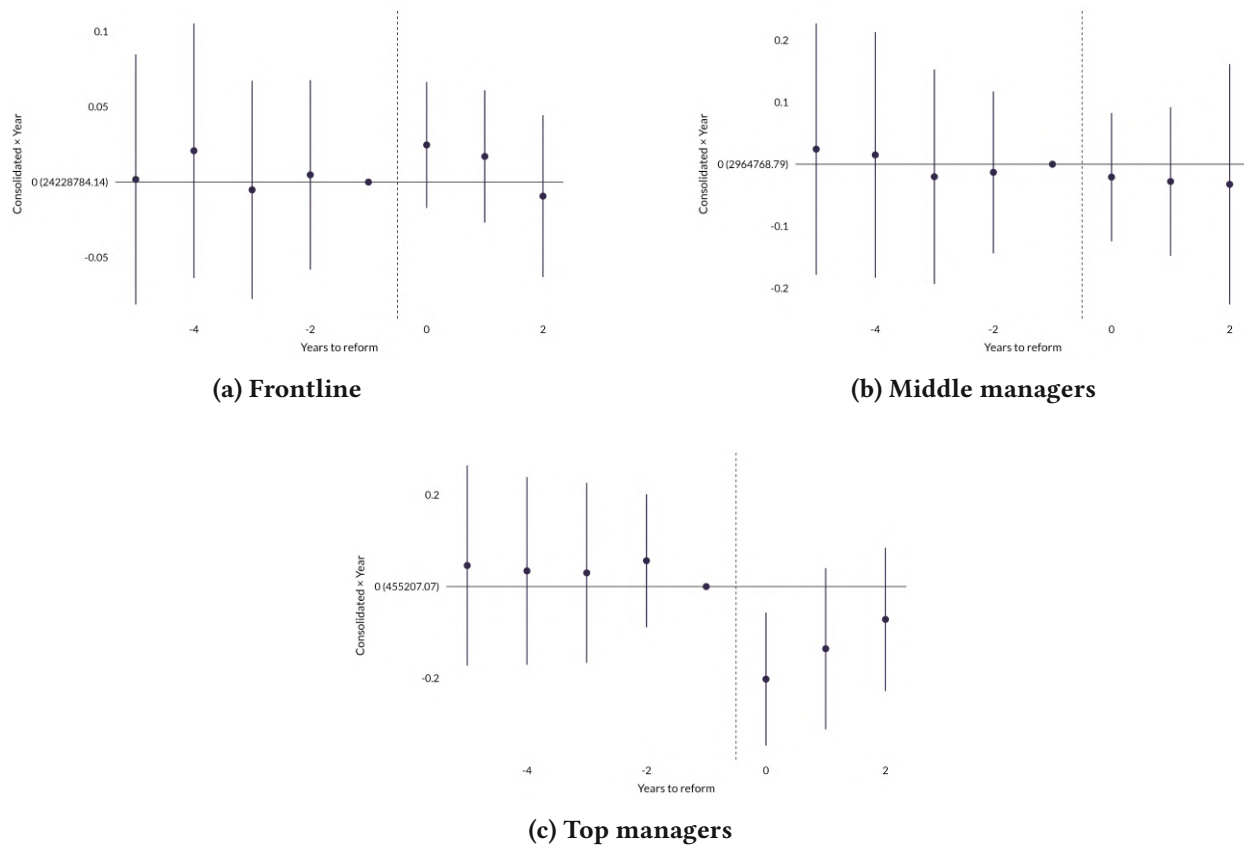 0.1
0.05
0 (24228784.14)
-0.05
Consolidated × Year
-4
-2
0
2
Years to reform
(a) Frontline
0.2
0.1
0 (2964768.79)
-0.1
-0.2
Consolidated × Year
-4
-2
0
2
Years to reform
(b) Middle managers
0.2
0 (455207.07)
-0.2
Consolidated × Year
-4
-2
0
2
Years to reform
(c) Top managers